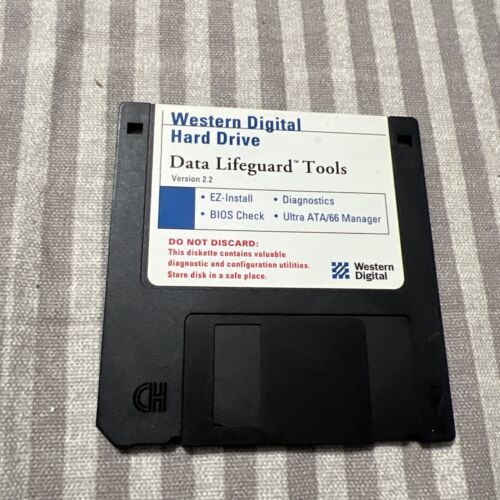 Western Digital
Hard Drive
Data Lifeguard™ Tools
Version 2.2
• EZ-Install • Diagnostics
• BIOS Check • Ultra ATA/66 Manager
DO NOT DISCARD:
This diskette contains valuable
diagnostic and configuration utilities.
Store disk in a safe place.
Western
Digital